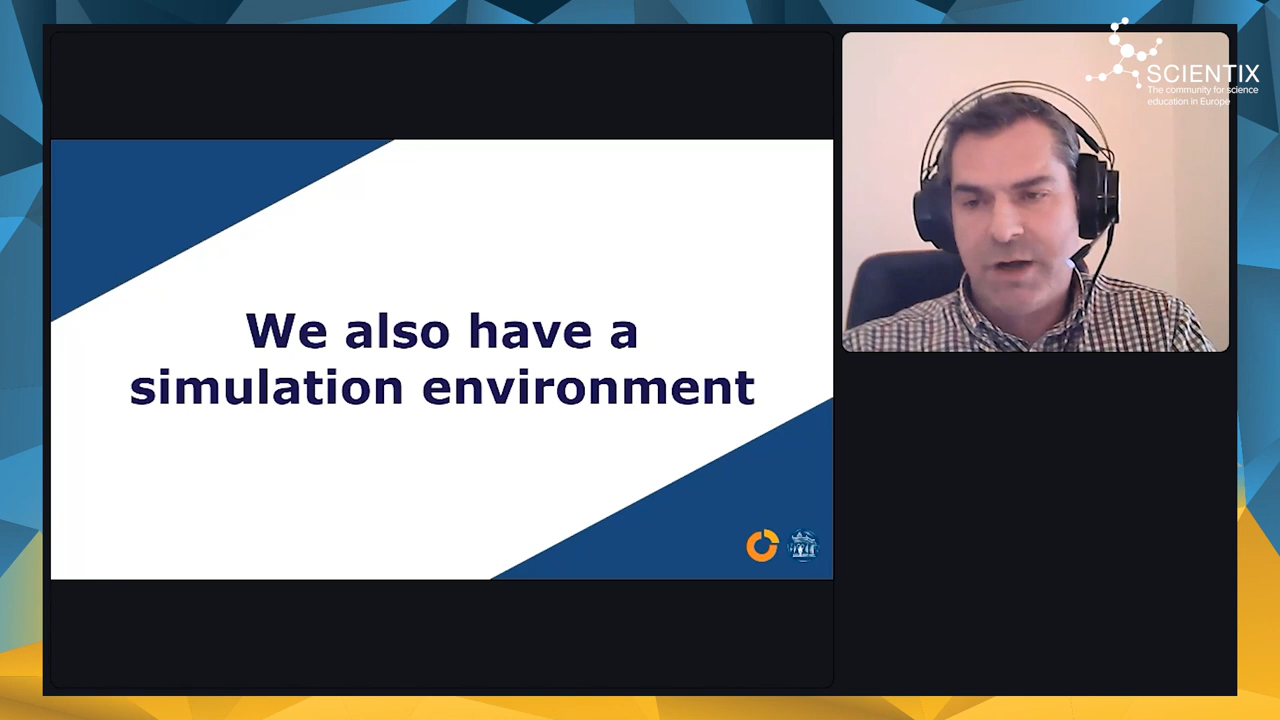 We also have a
simulation environment
SCIENTIX
The community for science
education in Europe